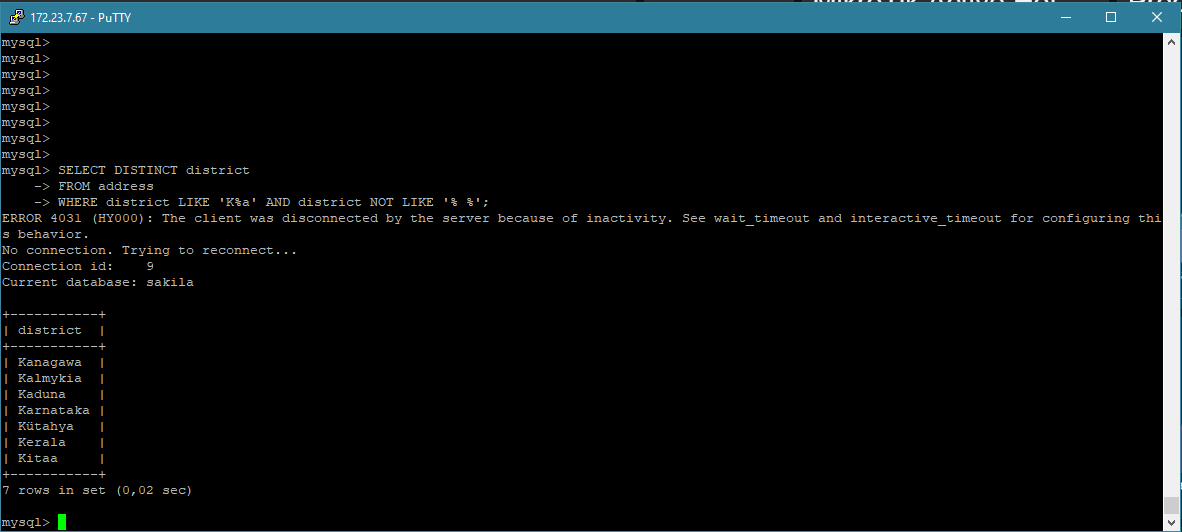 172.23.7.67 - PuTTY
mysql>
mysql>
mysql>
mysql>
mysql>
mysql>
mysql>
mysql>
mysql> SELECT DISTINCT district
    -> FROM address
    -> WHERE district LIKE 'K%a' AND district NOT LIKE '% %';
ERROR 4031 (HY000): The client was disconnected by the server because of inactivity. See wait_timeout and interactive_timeout for configuring thi
s behavior.
No connection. Trying to reconnect...
Connection id:    9
Current database: sakila
+-----------+
| district  |
+-----------+
| Kanagawa  |
| Kalmykia  |
| Kaduna    |
| Karnataka |
| Kütahya   |
| Kerala    |
| Kitaa     |
+-----------+
7 rows in set (0,02 sec)
mysql>